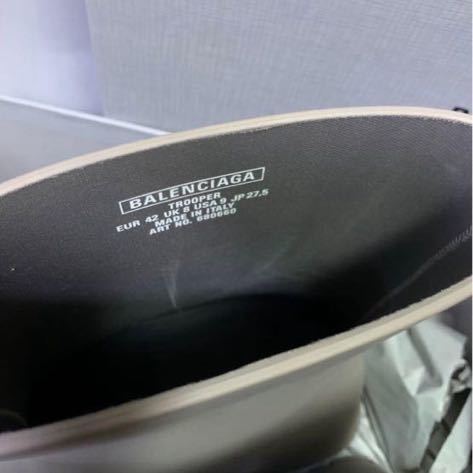 BALENCIAGA
TROOPER
EUR 42 UK 8 USA 9 JP 27,5
MADE IN ITALY
ART NO. 680660